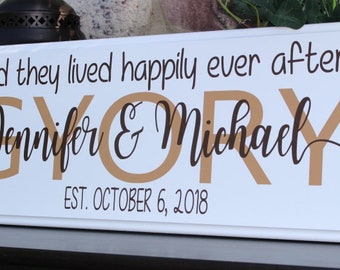 d they lived happily ever after
GYORY
Jennifer & Michael
EST. OCTOBER 6, 2018